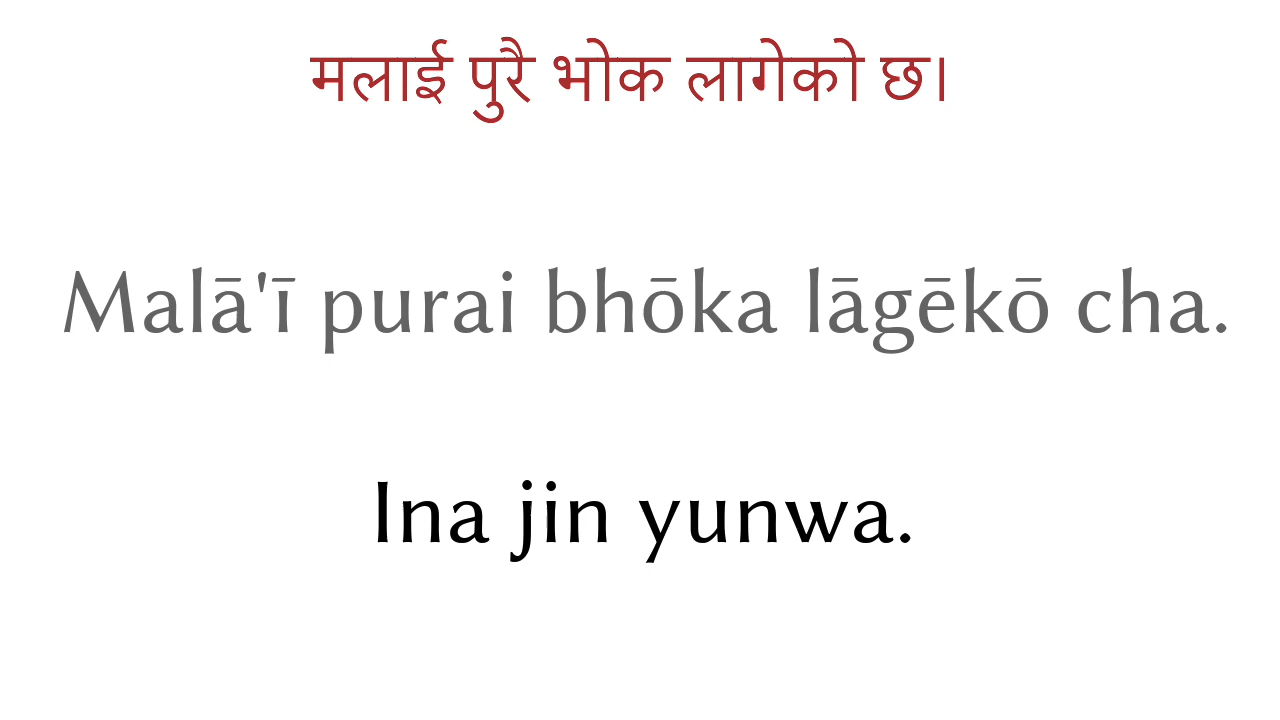 मलाई पुरै भोक लागेको छ।
Malā'ī purai bhōka lāgēkō cha.
Ina jin yunwa.